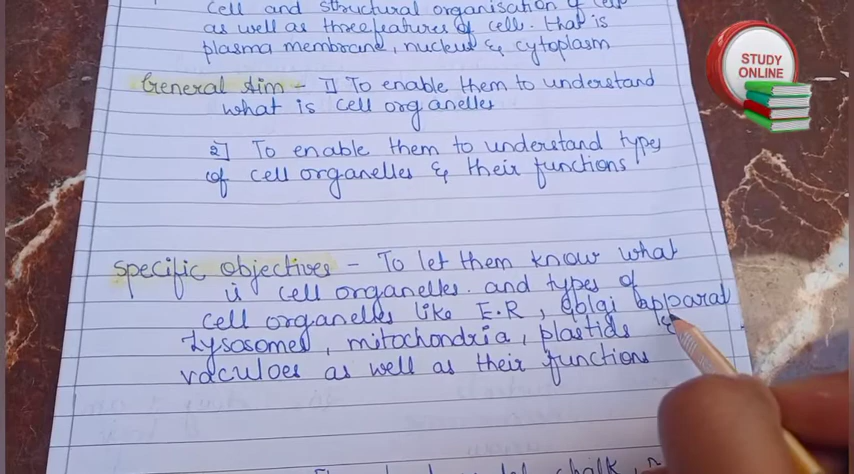 cell and structural organisation of cell
as well as three features of cell. that is
plasma membrane, nucleus & cytoplasm
STUDY
ONLINE
General Aim - 1] To enable them to understand
what is cell organelles.
2] To enable them to understand types
of cell organelles & their functions
Specific objectives - To let them know what
is cell organelles. and types of
cell organelles like E.R, Golgi apparat
Lysosomes, mitochondria, plastids &
vaculoes as well as their functions
chalk,